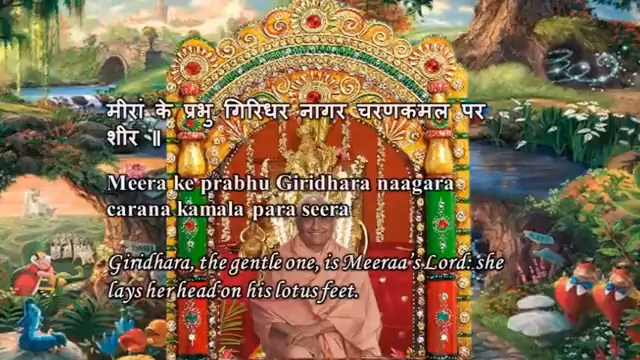 मीरां के प्रभु गिरिधर नागर चरणकमल पर
शीर ॥
Meera ke prabhu Giridhara naagara
carana kamala para seera
Giridhara, the gentle one, is Meeraa's Lord: she
lays her head on his lotus feet.